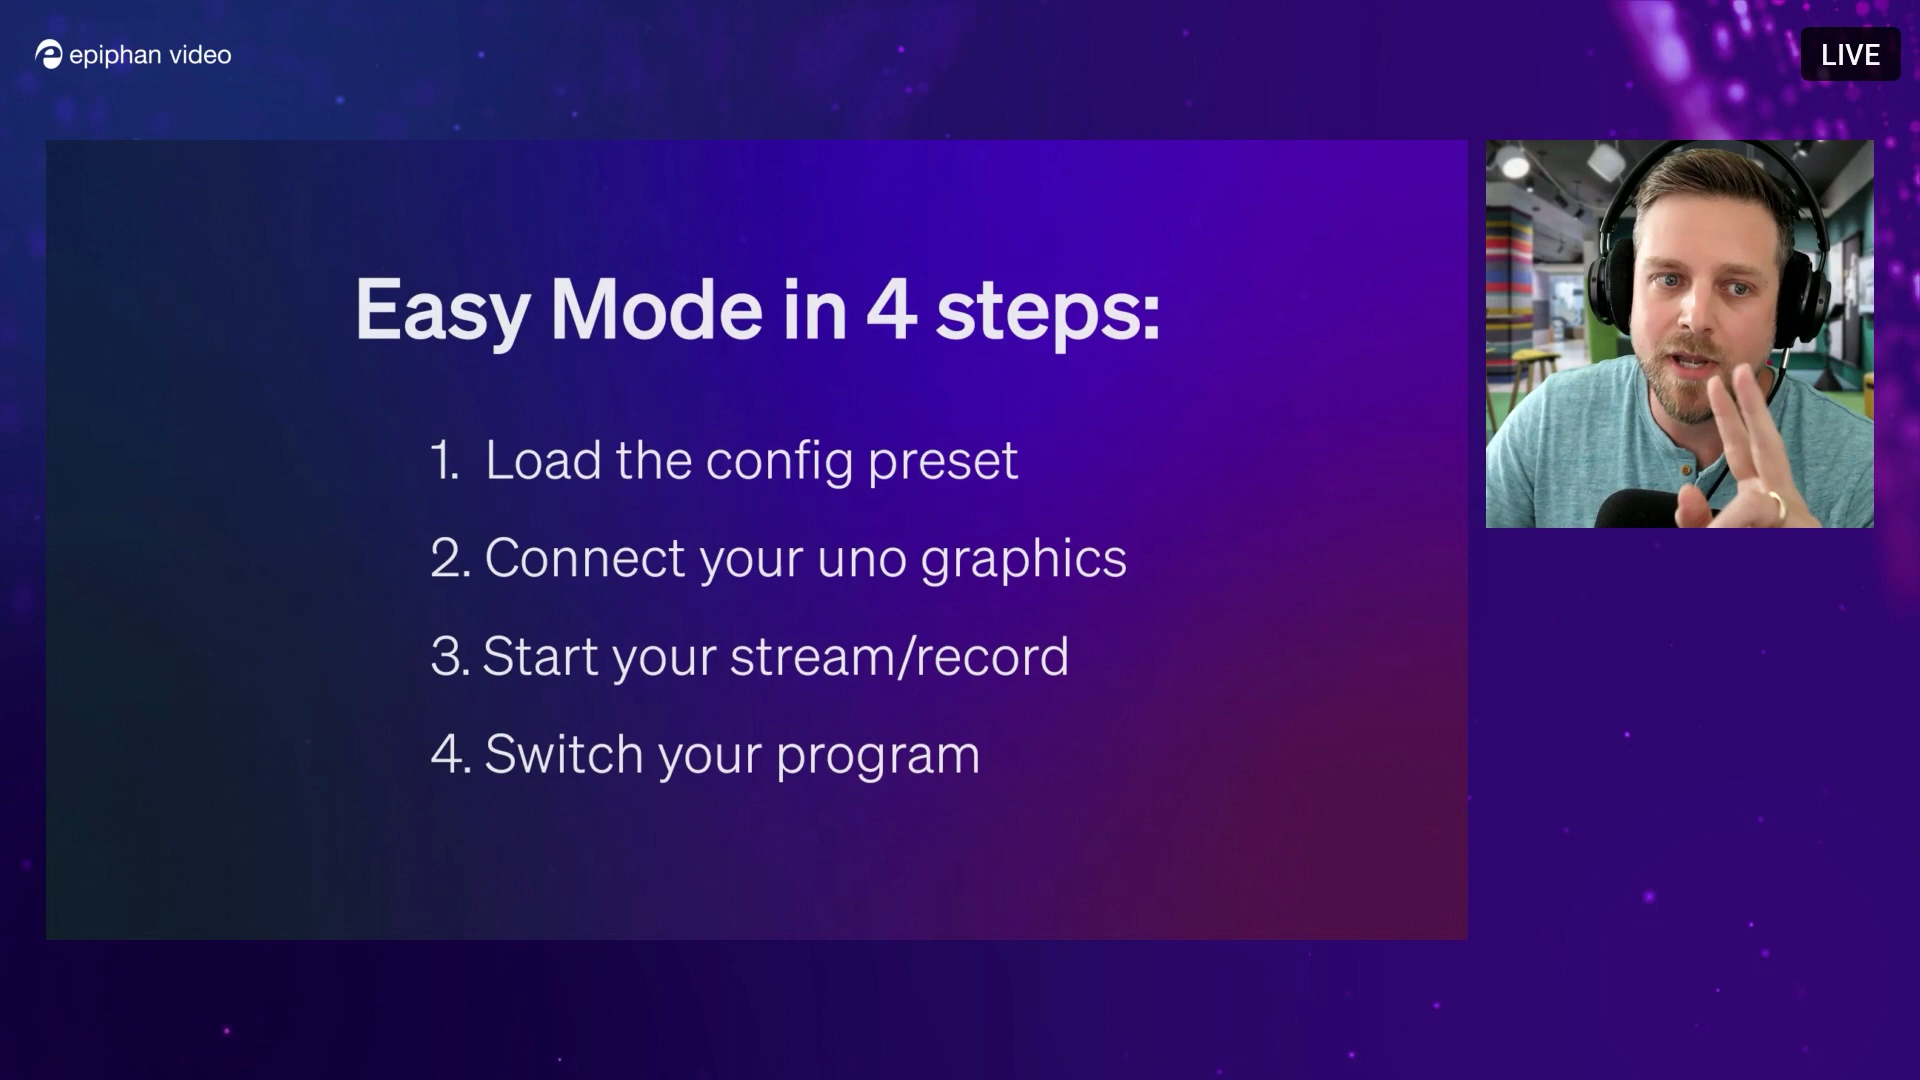 epiphan video
LIVE
Easy Mode in 4 steps:
1. Load the config preset
2. Connect your uno graphics
3. Start your stream/record
4. Switch your program